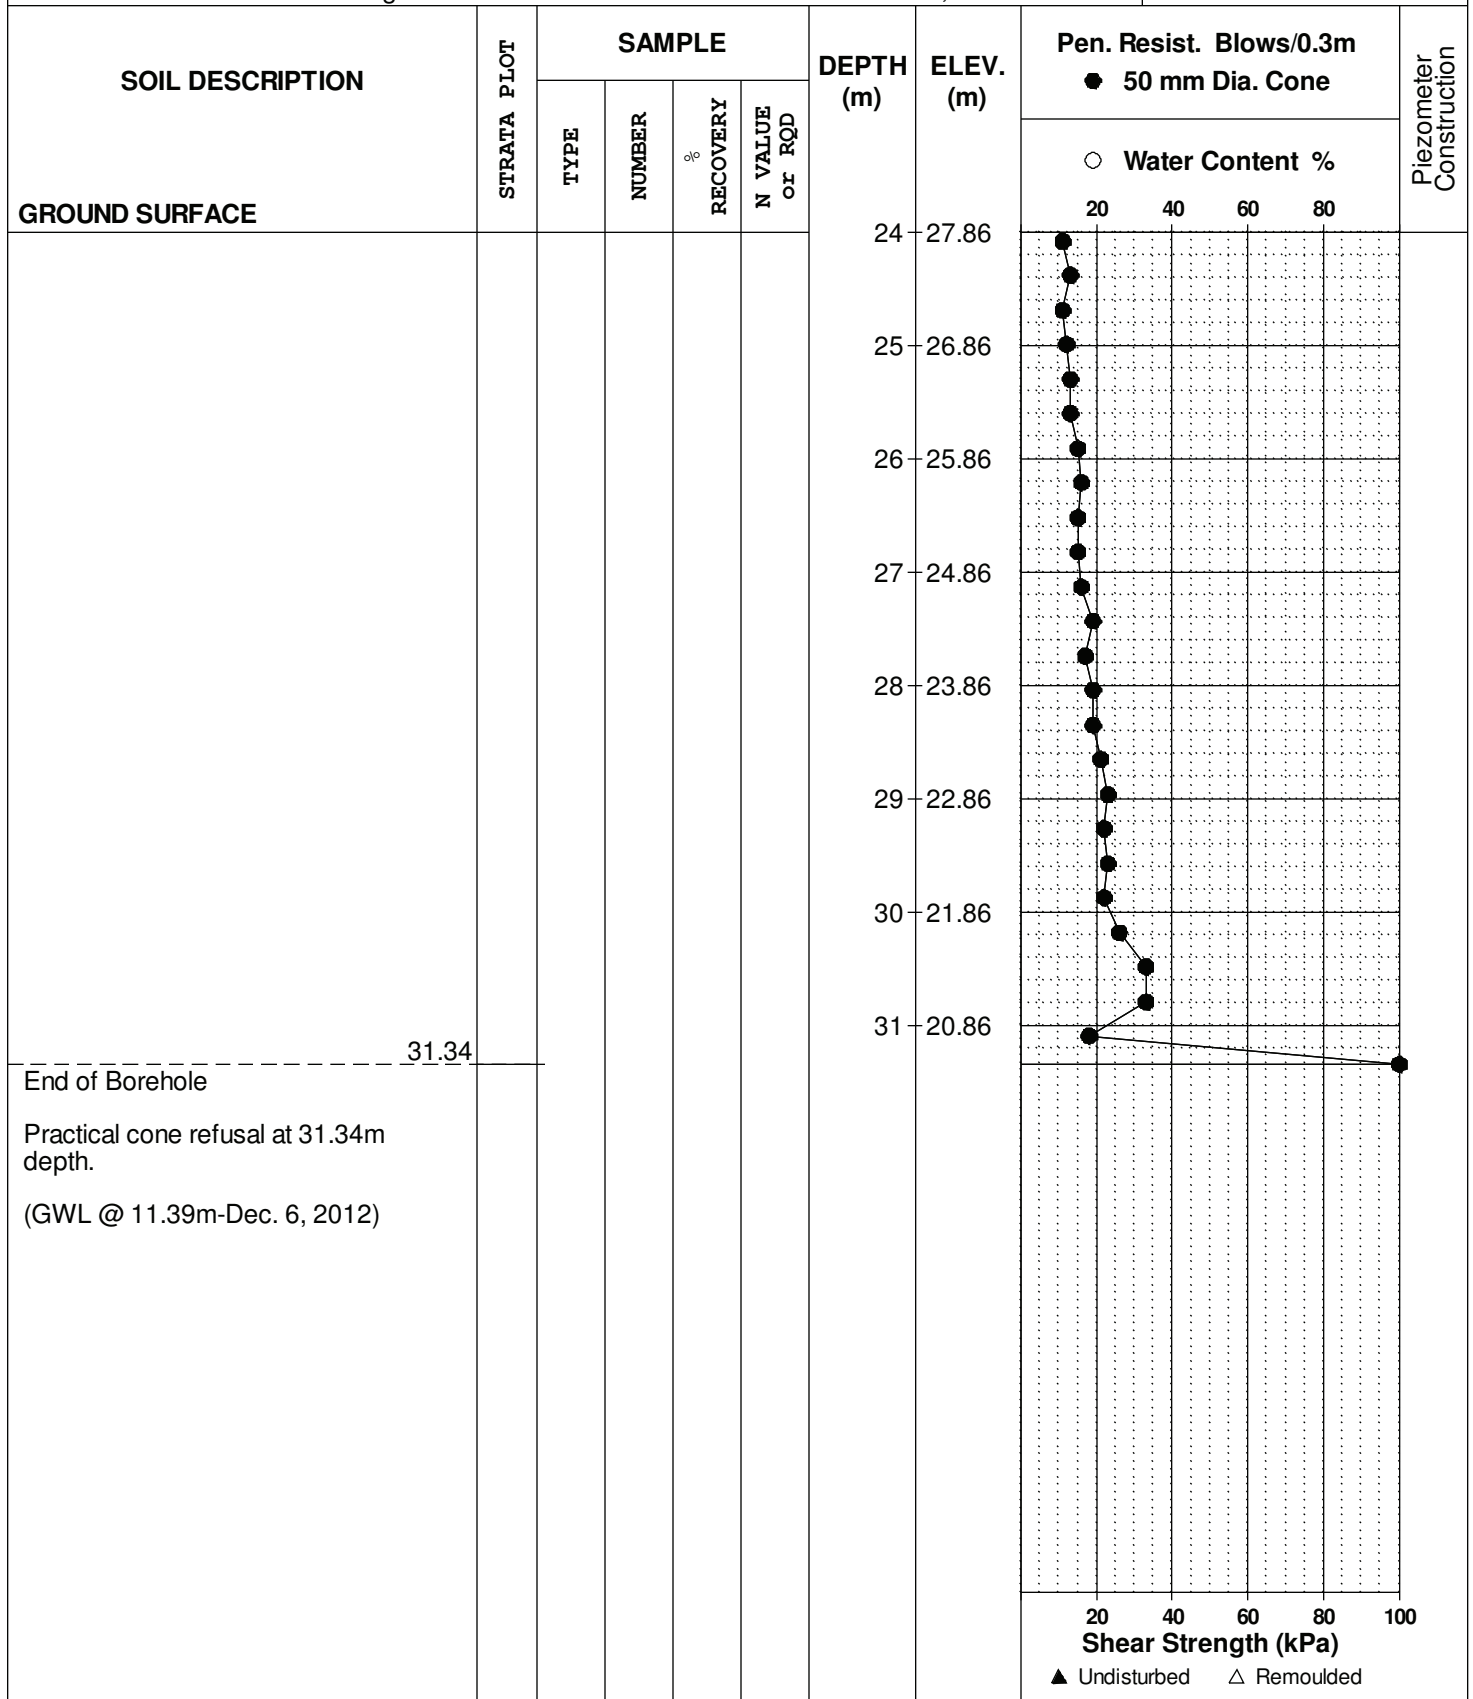 SOIL DESCRIPTION
GROUND SURFACE
STRATA PLOT
SAMPLE
TYPE
NUMBER
%
RECOVERY
N VALUE
or RQD
DEPTH
(m)
ELEV.
(m)
Pen. Resist. Blows/0.3m
50 mm Dia. Cone
Water Content %
20 40 60 80
Piezometer
Construction
24 27.86
25 26.86
26 25.86
27 24.86
28 23.86
29 22.86
30 21.86
31 20.86
31.34
End of Borehole
Practical cone refusal at 31.34m
depth.
(GWL @ 11.39m-Dec. 6, 2012)
20 40 60 80 100
Shear Strength (kPa)
▲ Undisturbed △ Remoulded